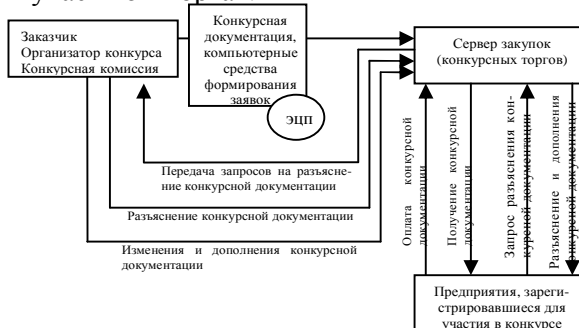 Заказчик
Организатор конкурса
Конкурсная комиссия
Конкурсная
документация,
компьютерные
средства
формирования
заявок
ЭЦП
Сервер закупок
(конкурсных торгов)
Передача запросов на разъясне-
ние конкурсной документации
Разъяснение конкурсной документации
Изменения и дополнения конкурсной
документации
Оплата конкурсной
документации
Получение конкурсной
документации
Запрос разъяснения кон-
курсной документации
Разъяснение и дополнения
конкурсной документации
Предприятия, зареги-
стрировавшиеся для
участия в конкурсе